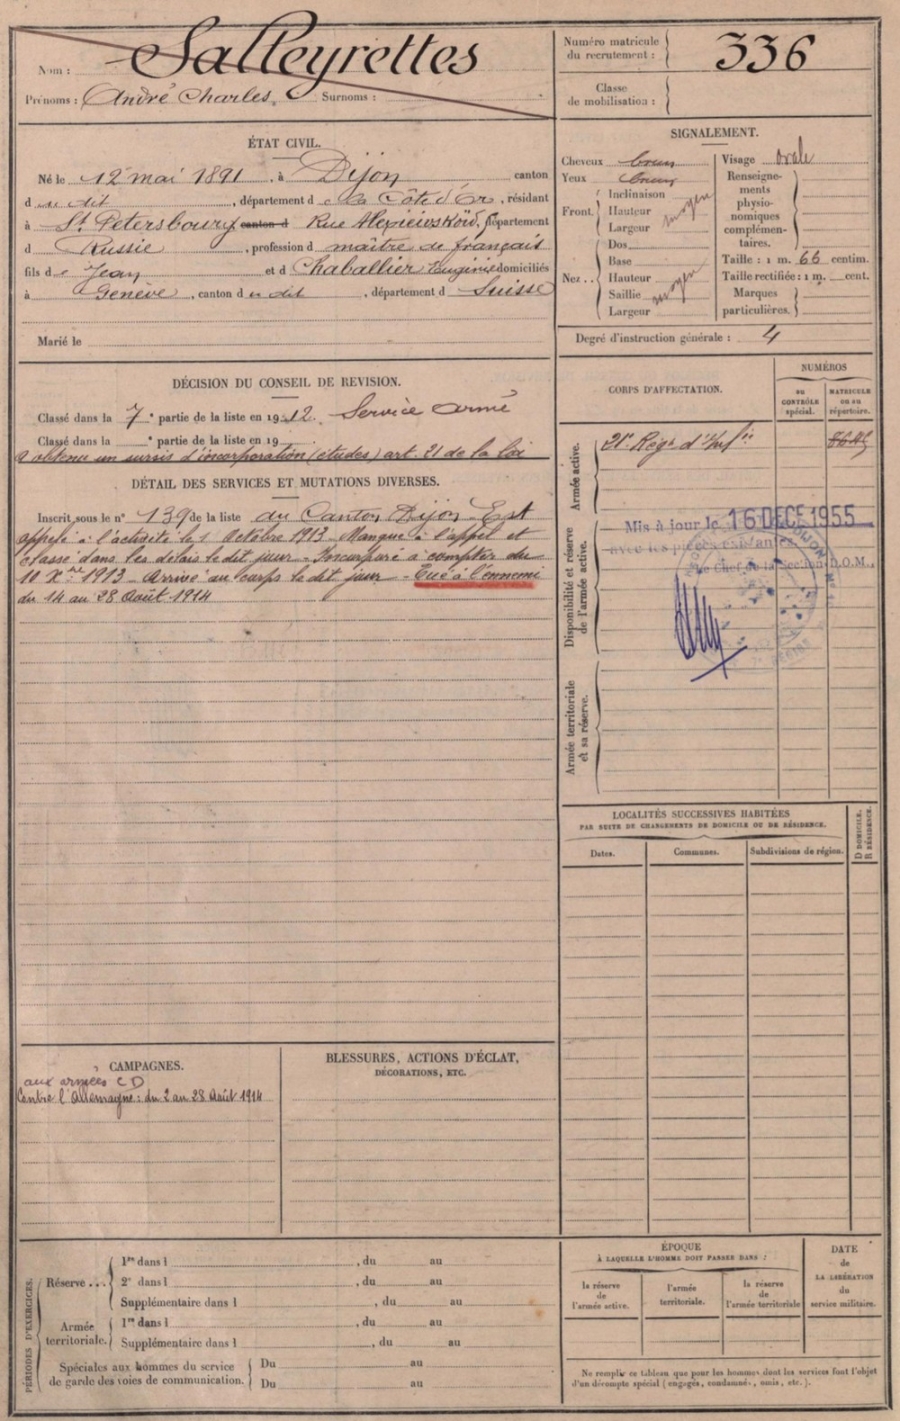 Nom : Salleyrettes
Prénoms : André Charles. Surnoms :
Numéro matricule du recrutement : 336
Classe de mobilisation :
ÉTAT CIVIL.
Né le 12 mai 1891, à Dijon canton
d u dit, département d e la Côte d'Or, résidant
à St Petersbourg canton d Rue, département
d Russie, profession d maître de français
fils d e Jean et d Chaballier Eugénie domiciliés
à Genève, canton d u dit, département d Suisse
Marié le
SIGNALEMENT.
Cheveux brun
Yeux bruns
Front. Inclinaison
Hauteur moyen
Largeur
Nez.. Dos
Base
Hauteur moyen
Saillie
Largeur
Visage ovale
Renseignements physionomiques complémentaires.
Taille : 1 m. 66 centim.
Taille rectifiée : 1 m. cent.
Marques particulières.
Degré d'instruction générale : 4
DÉCISION DU CONSEIL DE REVISION.
Classé dans la 7e partie de la liste en 1912. Service armé
Classé dans la e partie de la liste en 19
a obtenu un sursis d'incorporation (études) art. 21 de la loi
DÉTAIL DES SERVICES ET MUTATIONS DIVERSES.
Inscrit sous le n° 139 de la liste du Canton Dijon-Est
appelé à l'activité le 1 Octobre 1913. Manque à l'appel et
classé dans les délais le dit jour - Incorporé à compter du
10 Xbre 1913 - Arrivé au corps le dit jour - Tué à l'ennemi
du 14 au 28 Août 1914
CORPS D'AFFECTATION.
NUMÉROS
au CONTRÔLE spécial.
MATRICULE ou au répertoire.
Armée active.
21e Régt d'Infie
Disponibilité et réserve de l'armée active.
Mis à jour le 16 DECE 1955
avec les pièces existantes
Le Chef de la Section D.O.M.,
Armée territoriale et sa réserve.
LOCALITÉS SUCCESSIVES HABITÉES
PAR SUITE DE CHANGEMENTS DE DOMICILE OU DE RÉSIDENCE.
Dates.
Communes.
Subdivisions de région.
D DOMICILE.
R RÉSIDENCE.
CAMPAGNES.
aux armées CD
Contre l'Allemagne : du 2 au 28 Août 1914
BLESSURES, ACTIONS D'ÉCLAT,
DÉCORATIONS, ETC.
PÉRIODES D'EXERCICES.
Réserve ... 1re dans l , du au
2e dans l , du au
Supplémentaire dans l , du au
Armée territoriale. 1re dans l , du au
Supplémentaire dans l , du au
Spéciales aux hommes du service Du au
de garde des voies de communication. Du au
ÉPOQUE
À LAQUELLE L'HOMME DOIT PASSER DANS :
la réserve de l'armée active.
l'armée territoriale.
la réserve de l'armée territoriale
DATE
de
LA LIBÉRATION
du
service militaire.
Ne remplir ce tableau que pour les hommes dont les services font l'objet
d'un décompte spécial (engagés, condamnés, omis, etc.).